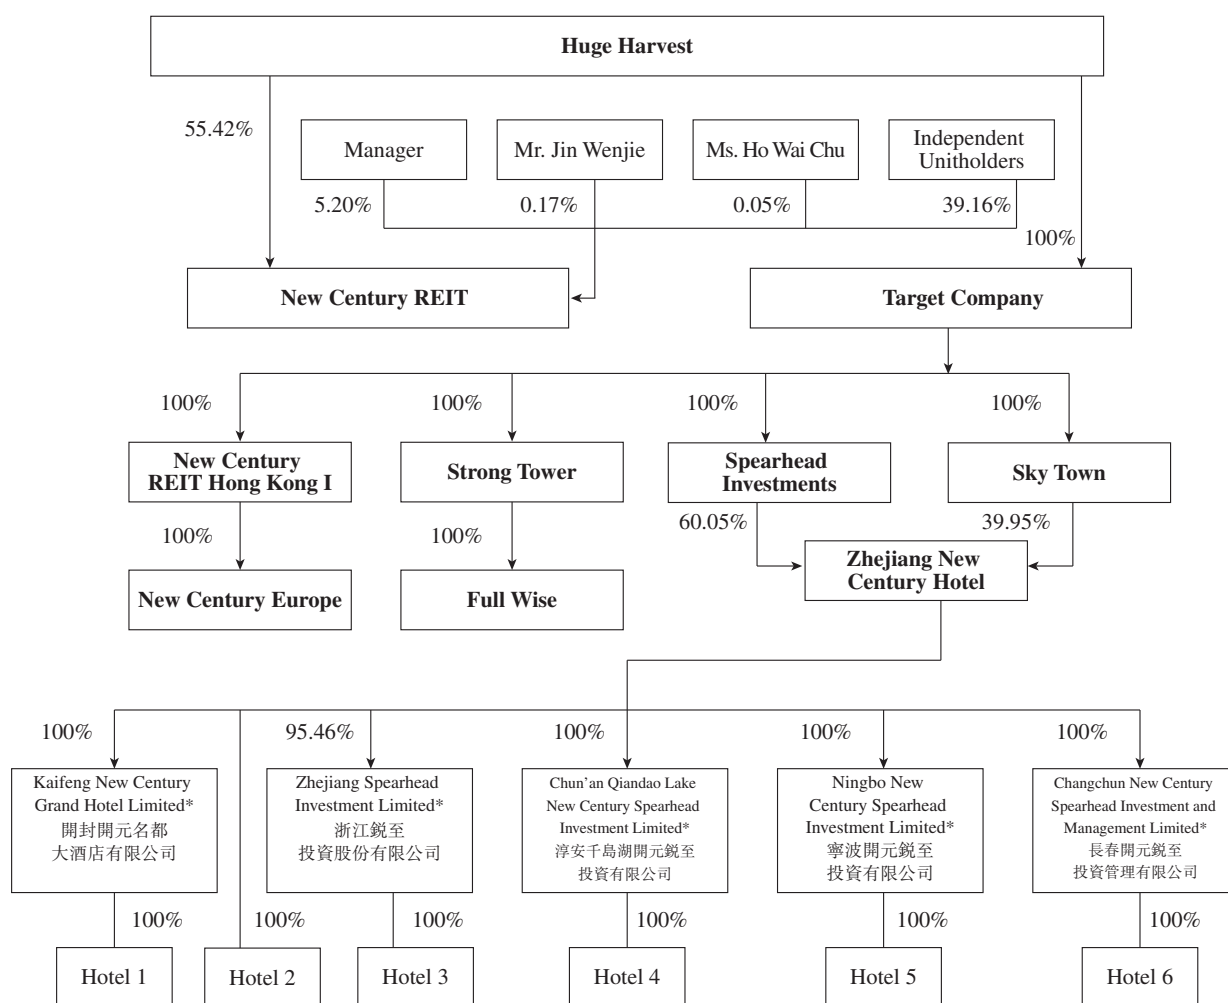 Huge Harvest
55.42%
Manager
Mr. Jin Wenjie
Ms. Ho Wai Chu
Independent
Unitholders
5.20%
0.17%
0.05%
39.16%
100%
New Century REIT
Target Company
100%
100%
100%
100%
New Century
REIT Hong Kong I
Strong Tower
Spearhead
Investments
Sky Town
100%
100%
60.05%
39.95%
New Century Europe
Full Wise
Zhejiang New
Century Hotel
100%
95.46%
100%
100%
100%
Kaifeng New Century
Grand Hotel Limited*
開封開元名都
大酒店有限公司
Zhejiang Spearhead
Investment Limited*
浙江銳至
投資股份有限公司
Chun'an Qiandao Lake
New Century Spearhead
Investment Limited*
淳安千島湖開元銳至
投資有限公司
Ningbo New
Century Spearhead
Investment Limited*
寧波開元銳至
投資有限公司
Changchun New Century
Spearhead Investment and
Management Limited*
長春開元銳至
投資管理有限公司
100%
100%
100%
100%
100%
100%
Hotel 1
Hotel 2
Hotel 3
Hotel 4
Hotel 5
Hotel 6